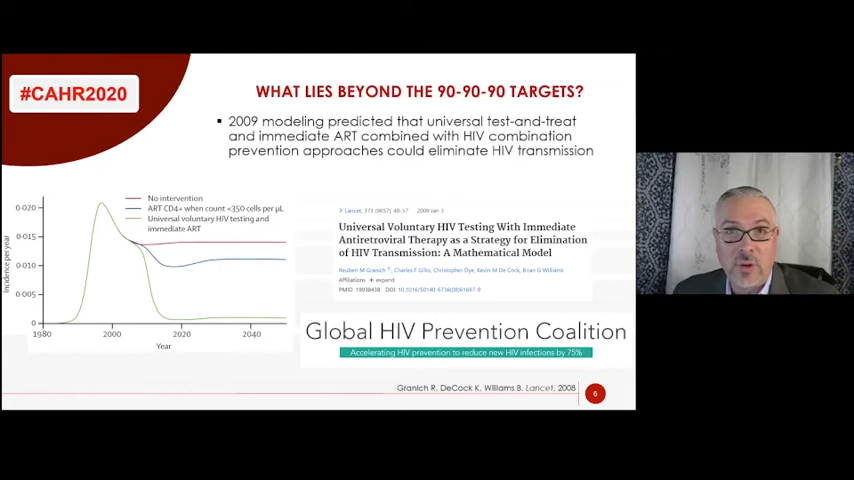 #CAHR2020
WHAT LIES BEYOND THE 90-90-90 TARGETS?
▪ 2009 modeling predicted that universal test-and-treat
and immediate ART combined with HIV combination
prevention approaches could eliminate HIV transmission
No intervention
ART CD4+ when count <350 cells per μL
Universal voluntary HIV testing and
immediate ART
0·020
0·015
0·010
0·005
0
Incidence per year
1980
2000
2020
2040
Year
> Lancet, 373 (9657), 48-57 2009 Jan 3
Universal Voluntary HIV Testing With Immediate
Antiretroviral Therapy as a Strategy for Elimination
of HIV Transmission: A Mathematical Model
Reuben M Granich 1, Charles F Gilks, Christopher Dye, Kevin M De Cock, Brian G Williams
Affiliations + expand
PMID: 19038438 DOI: 10.1016/S0140-6736(08)61697-9
Global HIV Prevention Coalition
Accelerating HIV prevention to reduce new HIV infections by 75%
Granich R, DeCock K, Williams B. Lancet, 2008
6